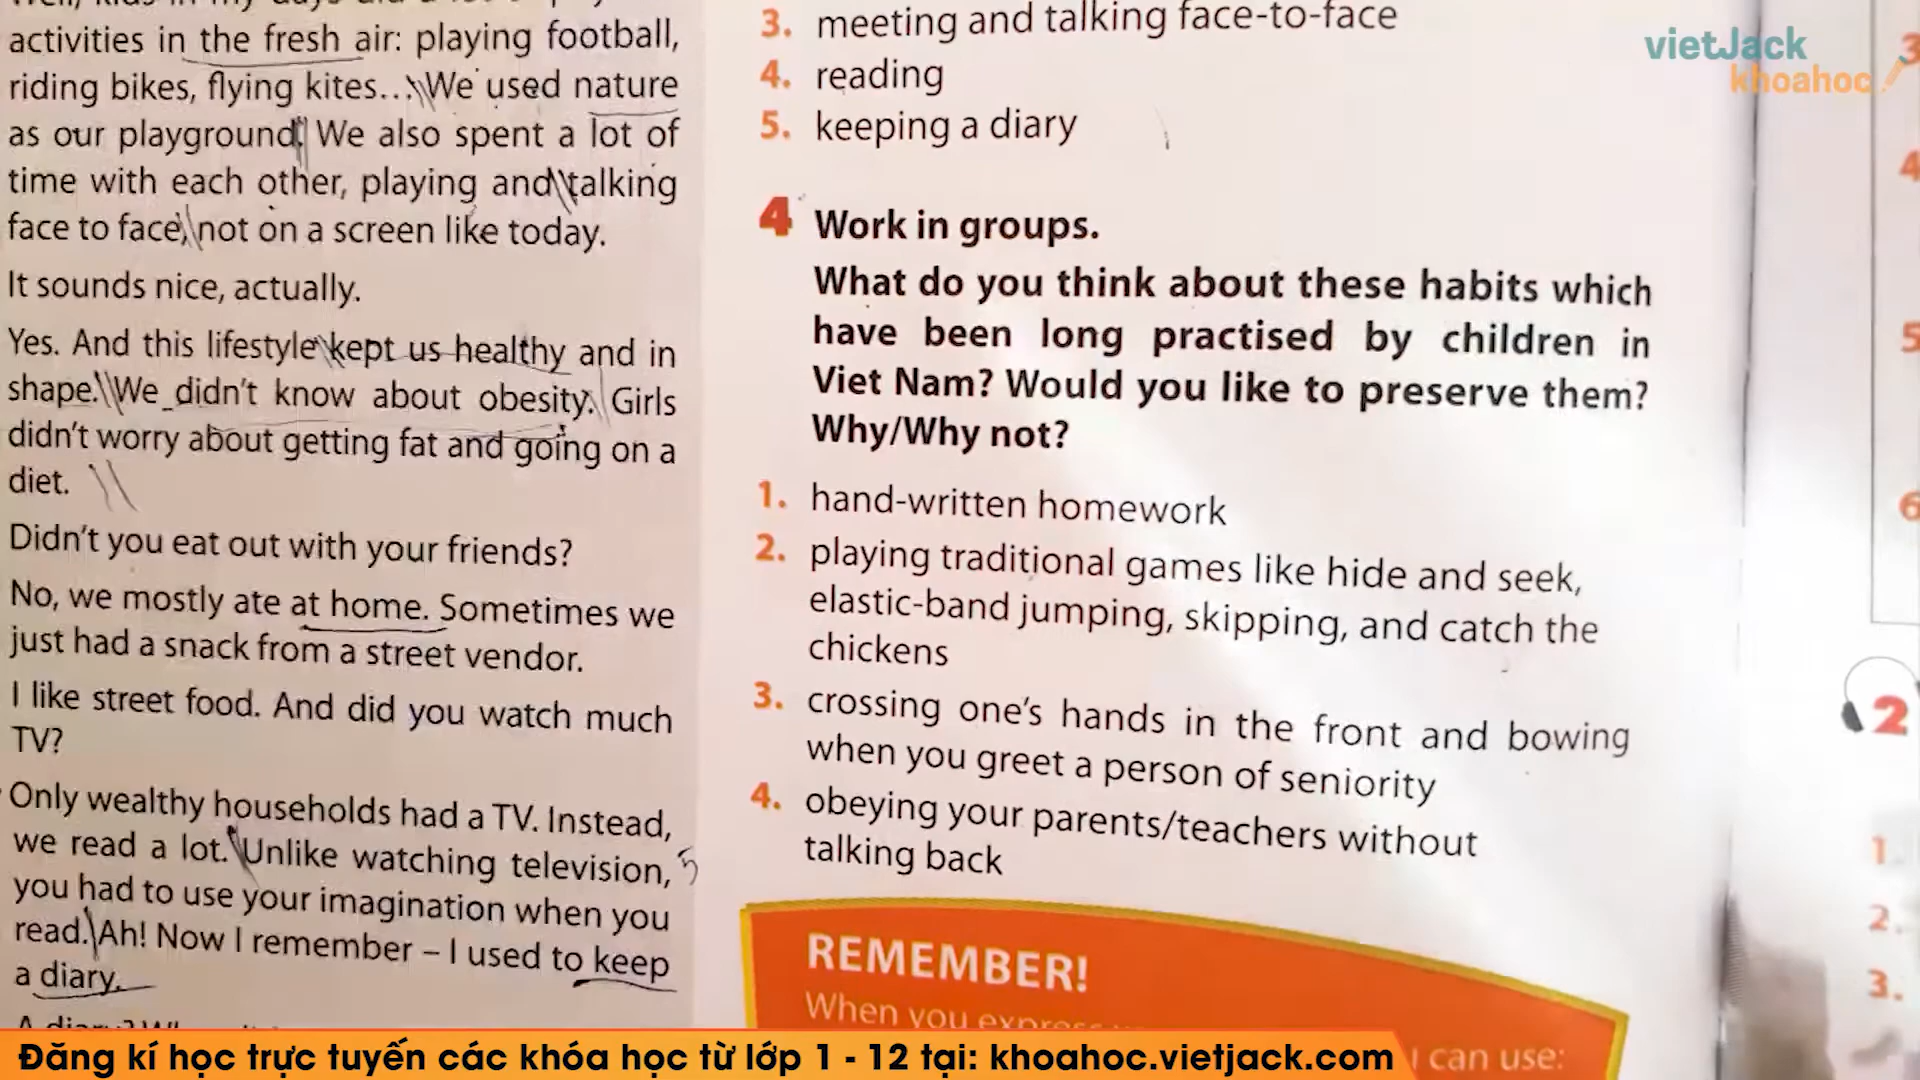 activities in the fresh air: playing football,
riding bikes, flying kites... We used nature
as our playground. We also spent a lot of
time with each other, playing and talking
face to face, not on a screen like today.
It sounds nice, actually.
Yes. And this lifestyle kept us healthy and in
shape. We didn't know about obesity. Girls
didn't worry about getting fat and going on a
diet.
Didn't you eat out with your friends?
No, we mostly ate at home. Sometimes we
just had a snack from a street vendor.
I like street food. And did you watch much
TV?
Only wealthy households had a TV. Instead,
we read a lot. Unlike watching television,
you had to use your imagination when you
read. Ah! Now I remember – I used to keep
a diary.
3. meeting and talking face-to-face
4. reading
5. keeping a diary
4 Work in groups.
What do you think about these habits which
have been long practised by children in
Viet Nam? Would you like to preserve them?
Why/Why not?
1. hand-written homework
2. playing traditional games like hide and seek,
elastic-band jumping, skipping, and catch the
chickens
3. crossing one's hands in the front and bowing
when you greet a person of seniority
4. obeying your parents/teachers without
talking back
REMEMBER!
When you express
can use:
vietJack
khoahoc
3
4
5
6
2
1.
2.
3.
Đăng kí học trực tuyến các khóa học từ lớp 1 - 12 tại: khoahoc.vietjack.com